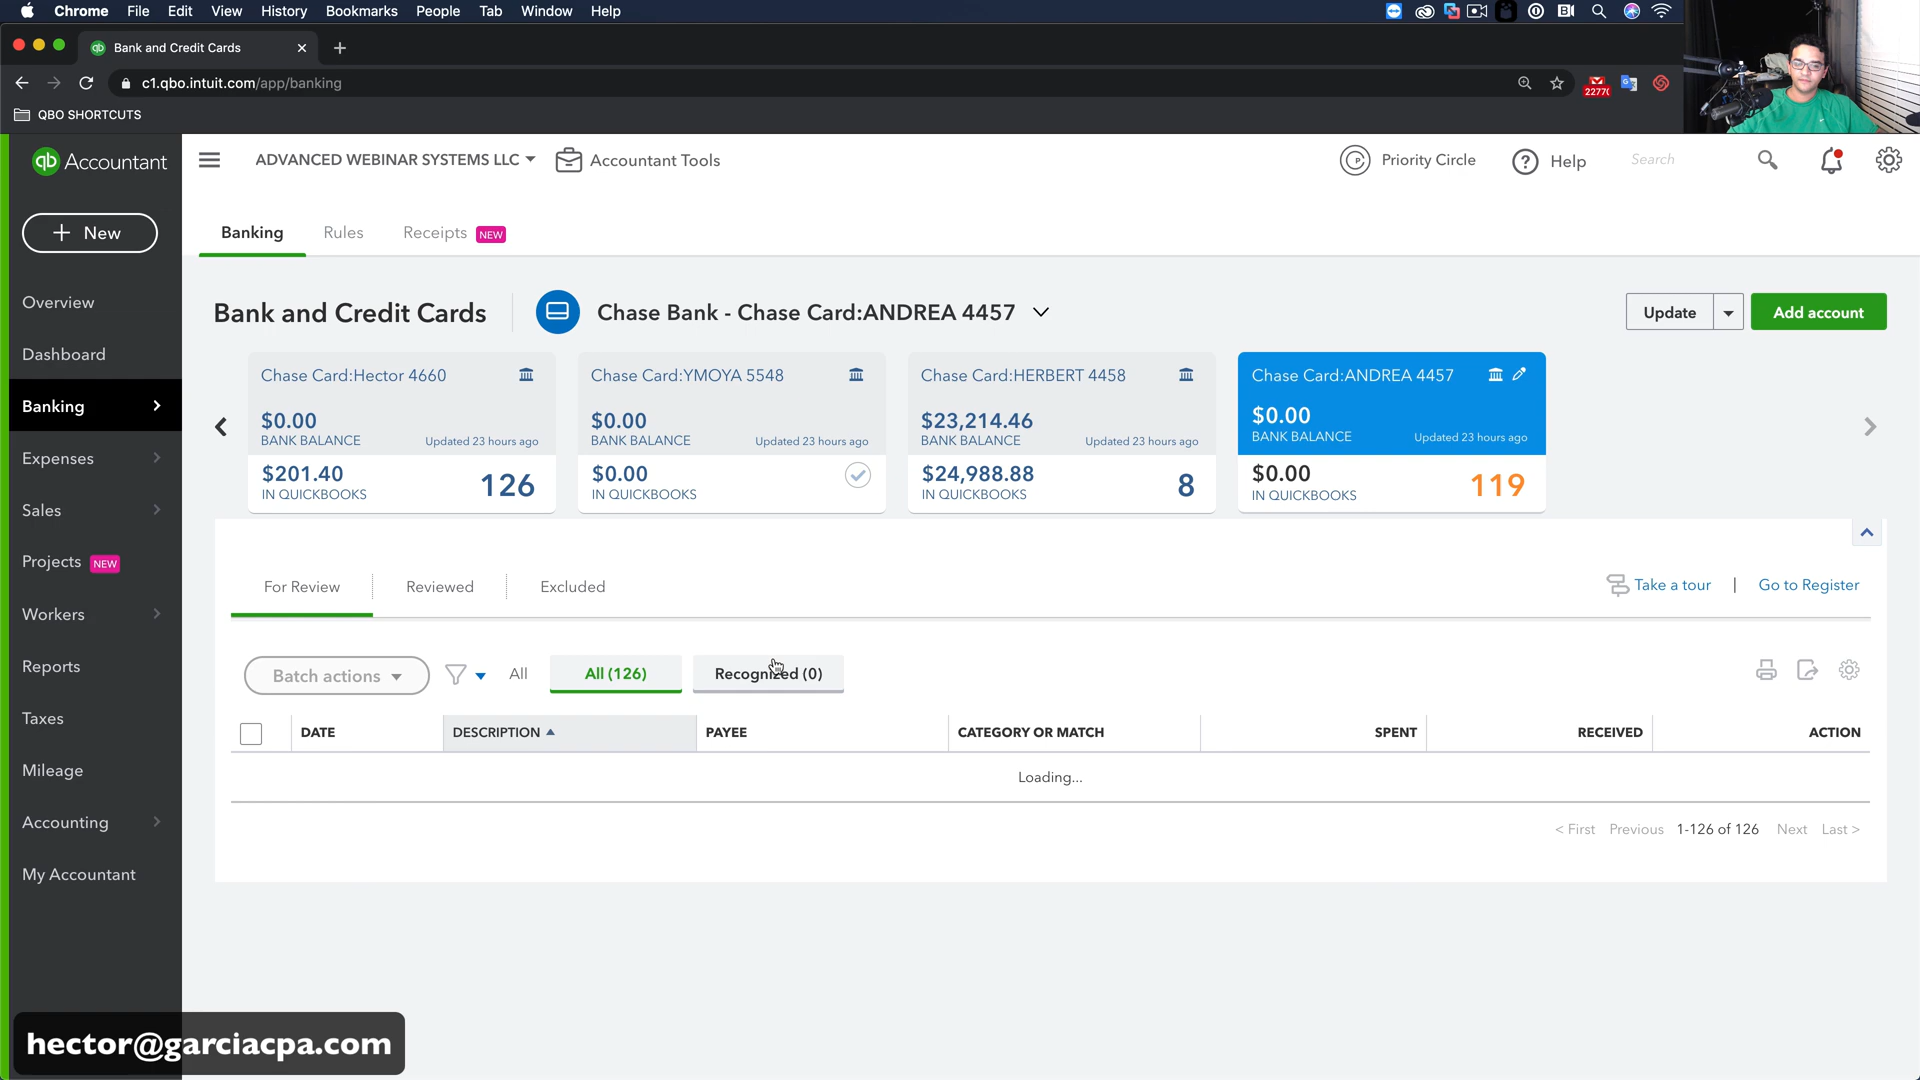 Chrome File Edit View History Bookmarks People Tab Window Help
Bank and Credit Cards
c1.qbo.intuit.com/app/banking
QBO SHORTCUTS
qb Accountant
ADVANCED WEBINAR SYSTEMS LLC
Accountant Tools
Priority Circle
Help
Search
+ New
Banking
Rules
Receipts NEW
Overview
Dashboard
Banking
Expenses
Sales
Projects NEW
Workers
Reports
Taxes
Mileage
Accounting
My Accountant
Bank and Credit Cards
Chase Bank - Chase Card:ANDREA 4457
Update
Add account
Chase Card:Hector 4660
$0.00
BANK BALANCE
Updated 23 hours ago
$201.40
IN QUICKBOOKS
126
Chase Card:YMOYA 5548
$0.00
BANK BALANCE
Updated 23 hours ago
$0.00
IN QUICKBOOKS
Chase Card:HERBERT 4458
$23,214.46
BANK BALANCE
Updated 23 hours ago
$24,988.88
IN QUICKBOOKS
8
Chase Card:ANDREA 4457
$0.00
BANK BALANCE
Updated 23 hours ago
$0.00
IN QUICKBOOKS
119
For Review
Reviewed
Excluded
Take a tour | Go to Register
Batch actions
All
All (126)
Recognized (0)
DATE DESCRIPTION PAYEE CATEGORY OR MATCH SPENT RECEIVED ACTION
Loading...
< First Previous 1-126 of 126 Next Last >
hector@garciacpa.com